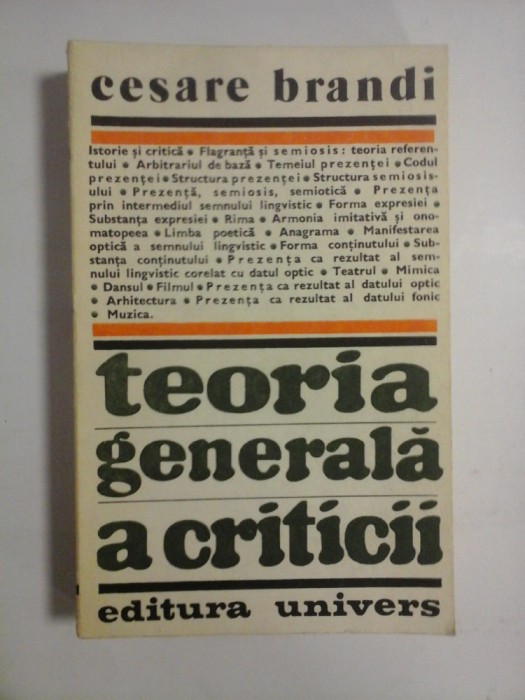 cesare brandi
Istorie și critică • Flagranță și semiosis: teoria referen-
tului • Arbitrariul de bază • Temeiul prezenței • Codul
prezenței • Structura prezenței • Structura semiosis-
ului • Prezență, semiosis, semiotică • Prezența
prin intermediul semnului lingvistic • Forma expresiei •
Substanța expresiei • Rima • Armonia imitativă și ono-
matopeea • Limba poetică • Anagrama • Manifestarea
optică a semnului lingvistic • Forma conținutului • Sub-
stanța conținutului • Prezența ca rezultat al sem-
nului lingvistic corelat cu datul optic • Teatrul • Mimica
• Dansul • Filmul • Prezența ca rezultat al datului optic
• Arhitectura • Prezența ca rezultat al datului fonic
• Muzica.
teoria
generală
a criticii
editura univers